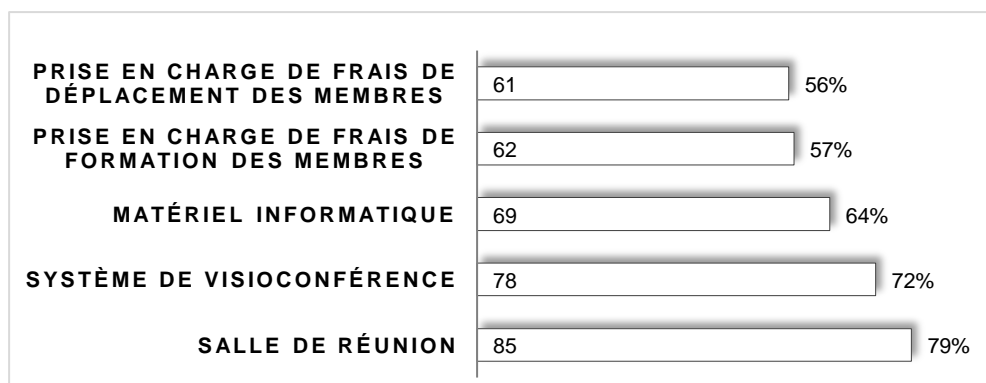 PRISE EN CHARGE DE FRAIS DE
DÉPLACEMENT DES MEMBRES
61 56%
PRISE EN CHARGE DE FRAIS DE
FORMATION DES MEMBRES
62 57%
MATÉRIEL INFORMATIQUE 69 64%
SYSTÈME DE VISIOCONFÉRENCE 78 72%
SALLE DE RÉUNION 85 79%